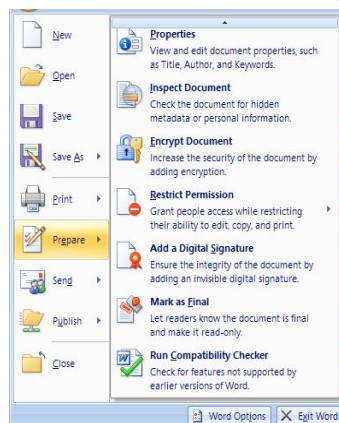 New
Open
Save
Save As
Print
Prepare
Send
Publish
Close
Properties
View and edit document properties, such
as Title, Author, and Keywords.
Inspect Document
Check the document for hidden
metadata or personal information.
Encrypt Document
Increase the security of the document by
adding encryption.
Restrict Permission
Grant people access while restricting
their ability to edit, copy, and print.
Add a Digital Signature
Ensure the integrity of the document by
adding an invisible digital signature.
Mark as Final
Let readers know the document is final
and make it read-only.
Run Compatibility Checker
Check for features not supported by
earlier versions of Word.
Word Options
Exit Word